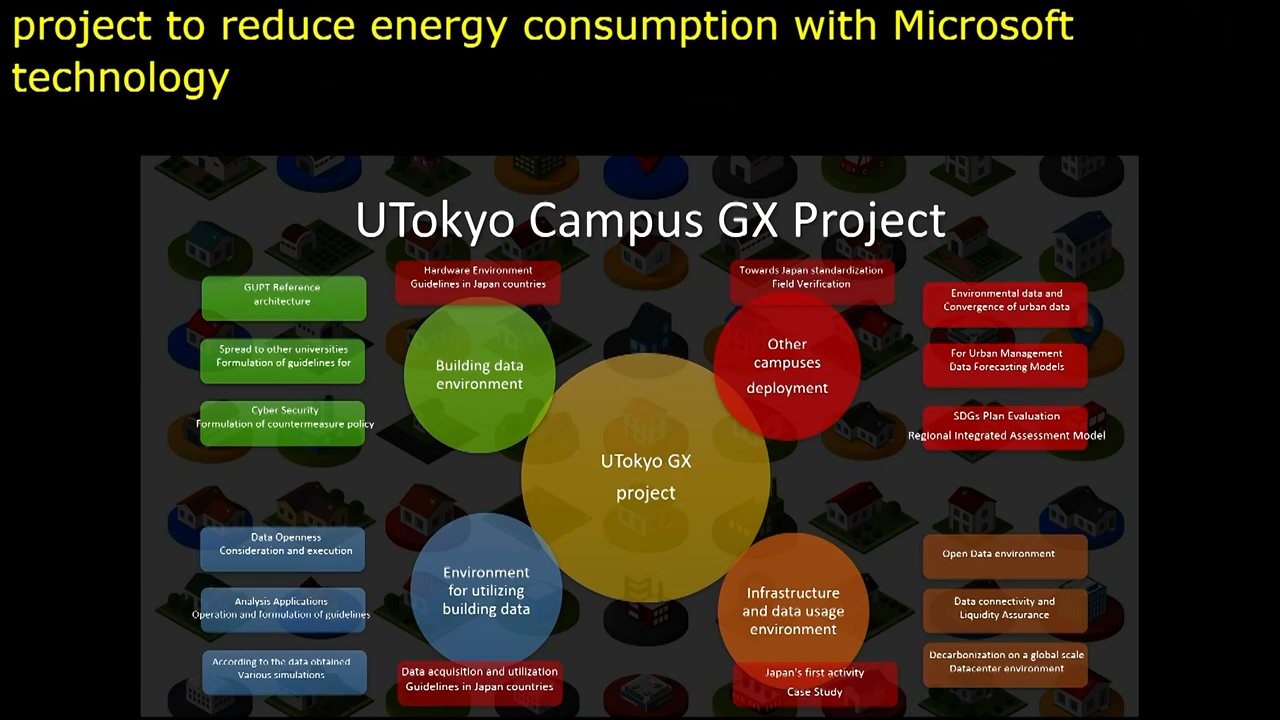 project to reduce energy consumption with Microsoft
technology
UTokyo Campus GX Project
Hardware Environment
Guidelines in Japan countries
Towards Japan standardization
Field Verification
GUPT Reference
architecture
Spread to other universities
Formulation of guidelines for
Cyber Security
Formulation of countermeasure policy
Building data
environment
Other
campuses
deployment
Environmental data and
Convergence of urban data
For Urban Management
Data Forecasting Models
SDGs Plan Evaluation
Regional Integrated Assessment Model
UTokyo GX
project
Data Openness
Consideration and execution
Analysis Applications
Operation and formulation of guidelines
According to the data obtained
Various simulations
Environment
for utilizing
building data
Data acquisition and utilization
Guidelines in Japan countries
Infrastructure
and data usage
environment
Japan's first activity
Case Study
Open Data environment
Data connectivity and
Liquidity Assurance
Decarbonization on a global scale
Datacenter environment